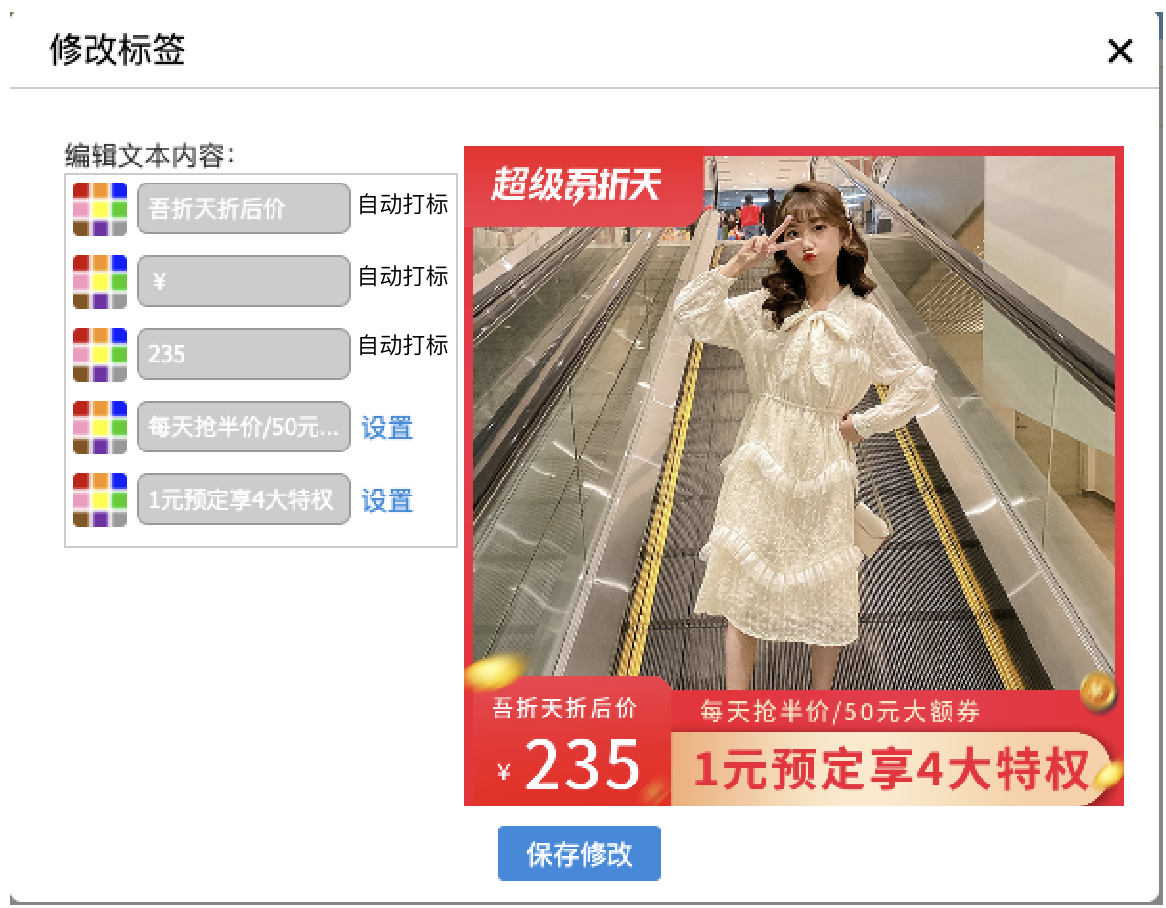 修改标签
编辑文本内容:
吾折天折后价 自动打标
¥ 自动打标
235 自动打标
每天抢半价/50元... 设置
1元预定享4大特权 设置
超级吾折天
吾折天折后价
¥ 235
每天抢半价/50元大额券
1元预定享4大特权
保存修改